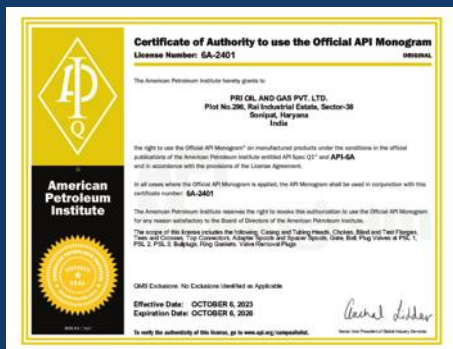 Certificate of Authority to use the Official API Monogram
License Number: 6A-2401
ORIGINAL
The American Petroleum Institute hereby grants to
PRI OIL AND GAS PVT. LTD.
Plot No.296, Rai Industrial Estate, Sector-38
Sonipat, Haryana
India
the right to use the Official API Monogram® on manufactured products under the conditions in the official
publications of the American Petroleum Institute entitled API Spec Q1® and API-6A
and in accordance with the provisions of the License Agreement.
In all cases where the Official API Monogram is applied, the API Monogram shall be used in conjunction with this
certificate number: 6A-2401
The American Petroleum Institute reserves the right to revoke this authorization to use the Official API Monogram
for any reason satisfactory to the Board of Directors of the American Petroleum Institute.
The scope of this license includes the following: Casing and Tubing Heads, Chokes, Blind and Test Flanges,
Tees and Crosses, Top Connectors, Adapter Spools and Spacer Spools, Gate, Ball, Plug Valves at PSL 1,
PSL 2, PSL 3, Bullplugs, Ring Gaskets, Valve Removal Plugs
QMS Exclusions: No Exclusions Identified as Applicable
Effective Date: OCTOBER 6, 2023
Expiration Date: OCTOBER 6, 2026
To verify the authenticity of this license, go to www.api.org/compositelist.
Senior Vice President of Global Industry Services
API
Q
American
Petroleum
Institute
SEAL